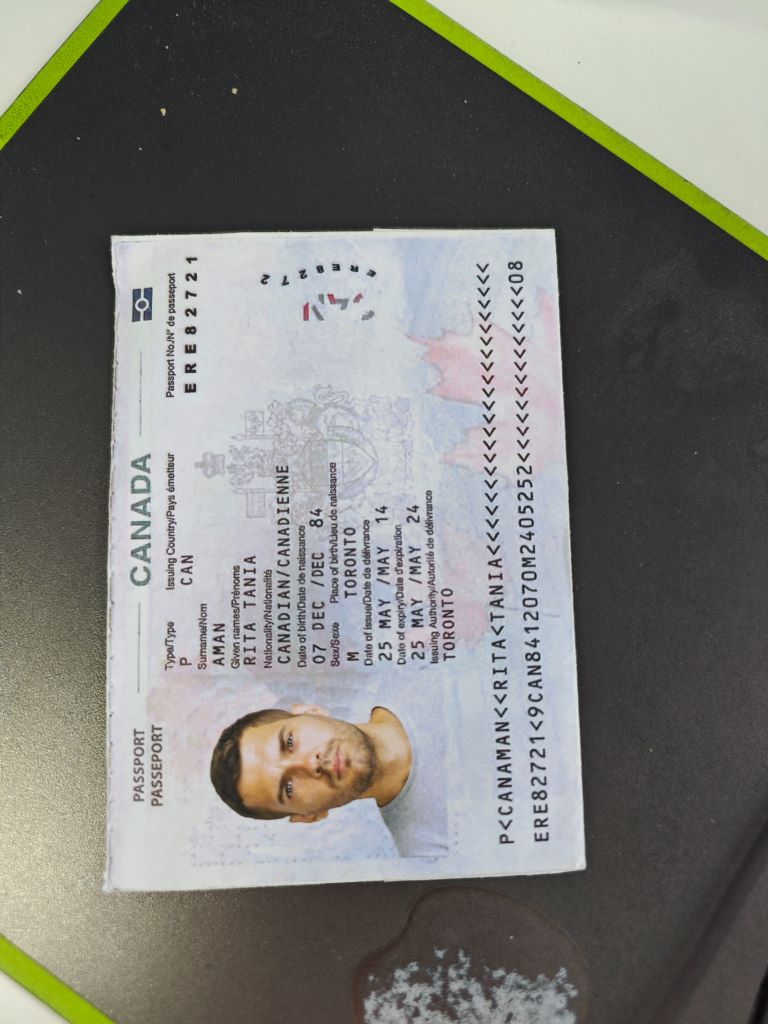 PASSPORT
PASSEPORT
CANADA
Type/Type
Issuing Country/Pays émetteur
Passport No./N° de passeport
P
CAN
ERE82721
Surname/Nom
AMAN
Given names/Prénoms
RITA TANIA
Nationality/Nationalité
CANADIAN/CANADIENNE
Date of birth/Date de naissance
07 DEC /DEC 84
Sex/Sexe
Place of birth/Lieu de naissance
M
TORONTO
Date of issue/Date de délivrance
25 MAY /MAY 14
Date of expiry/Date d'expiration
25 MAY /MAY 24
Issuing Authority/Autorité de délivrance
TORONTO
P<CANAMAN<<RITA<TANIA<<<<<<<<<<<<<<<<<<<<<<<
ERE82721<9CAN8412070M2405252<<<<<<<<<<<<<<08